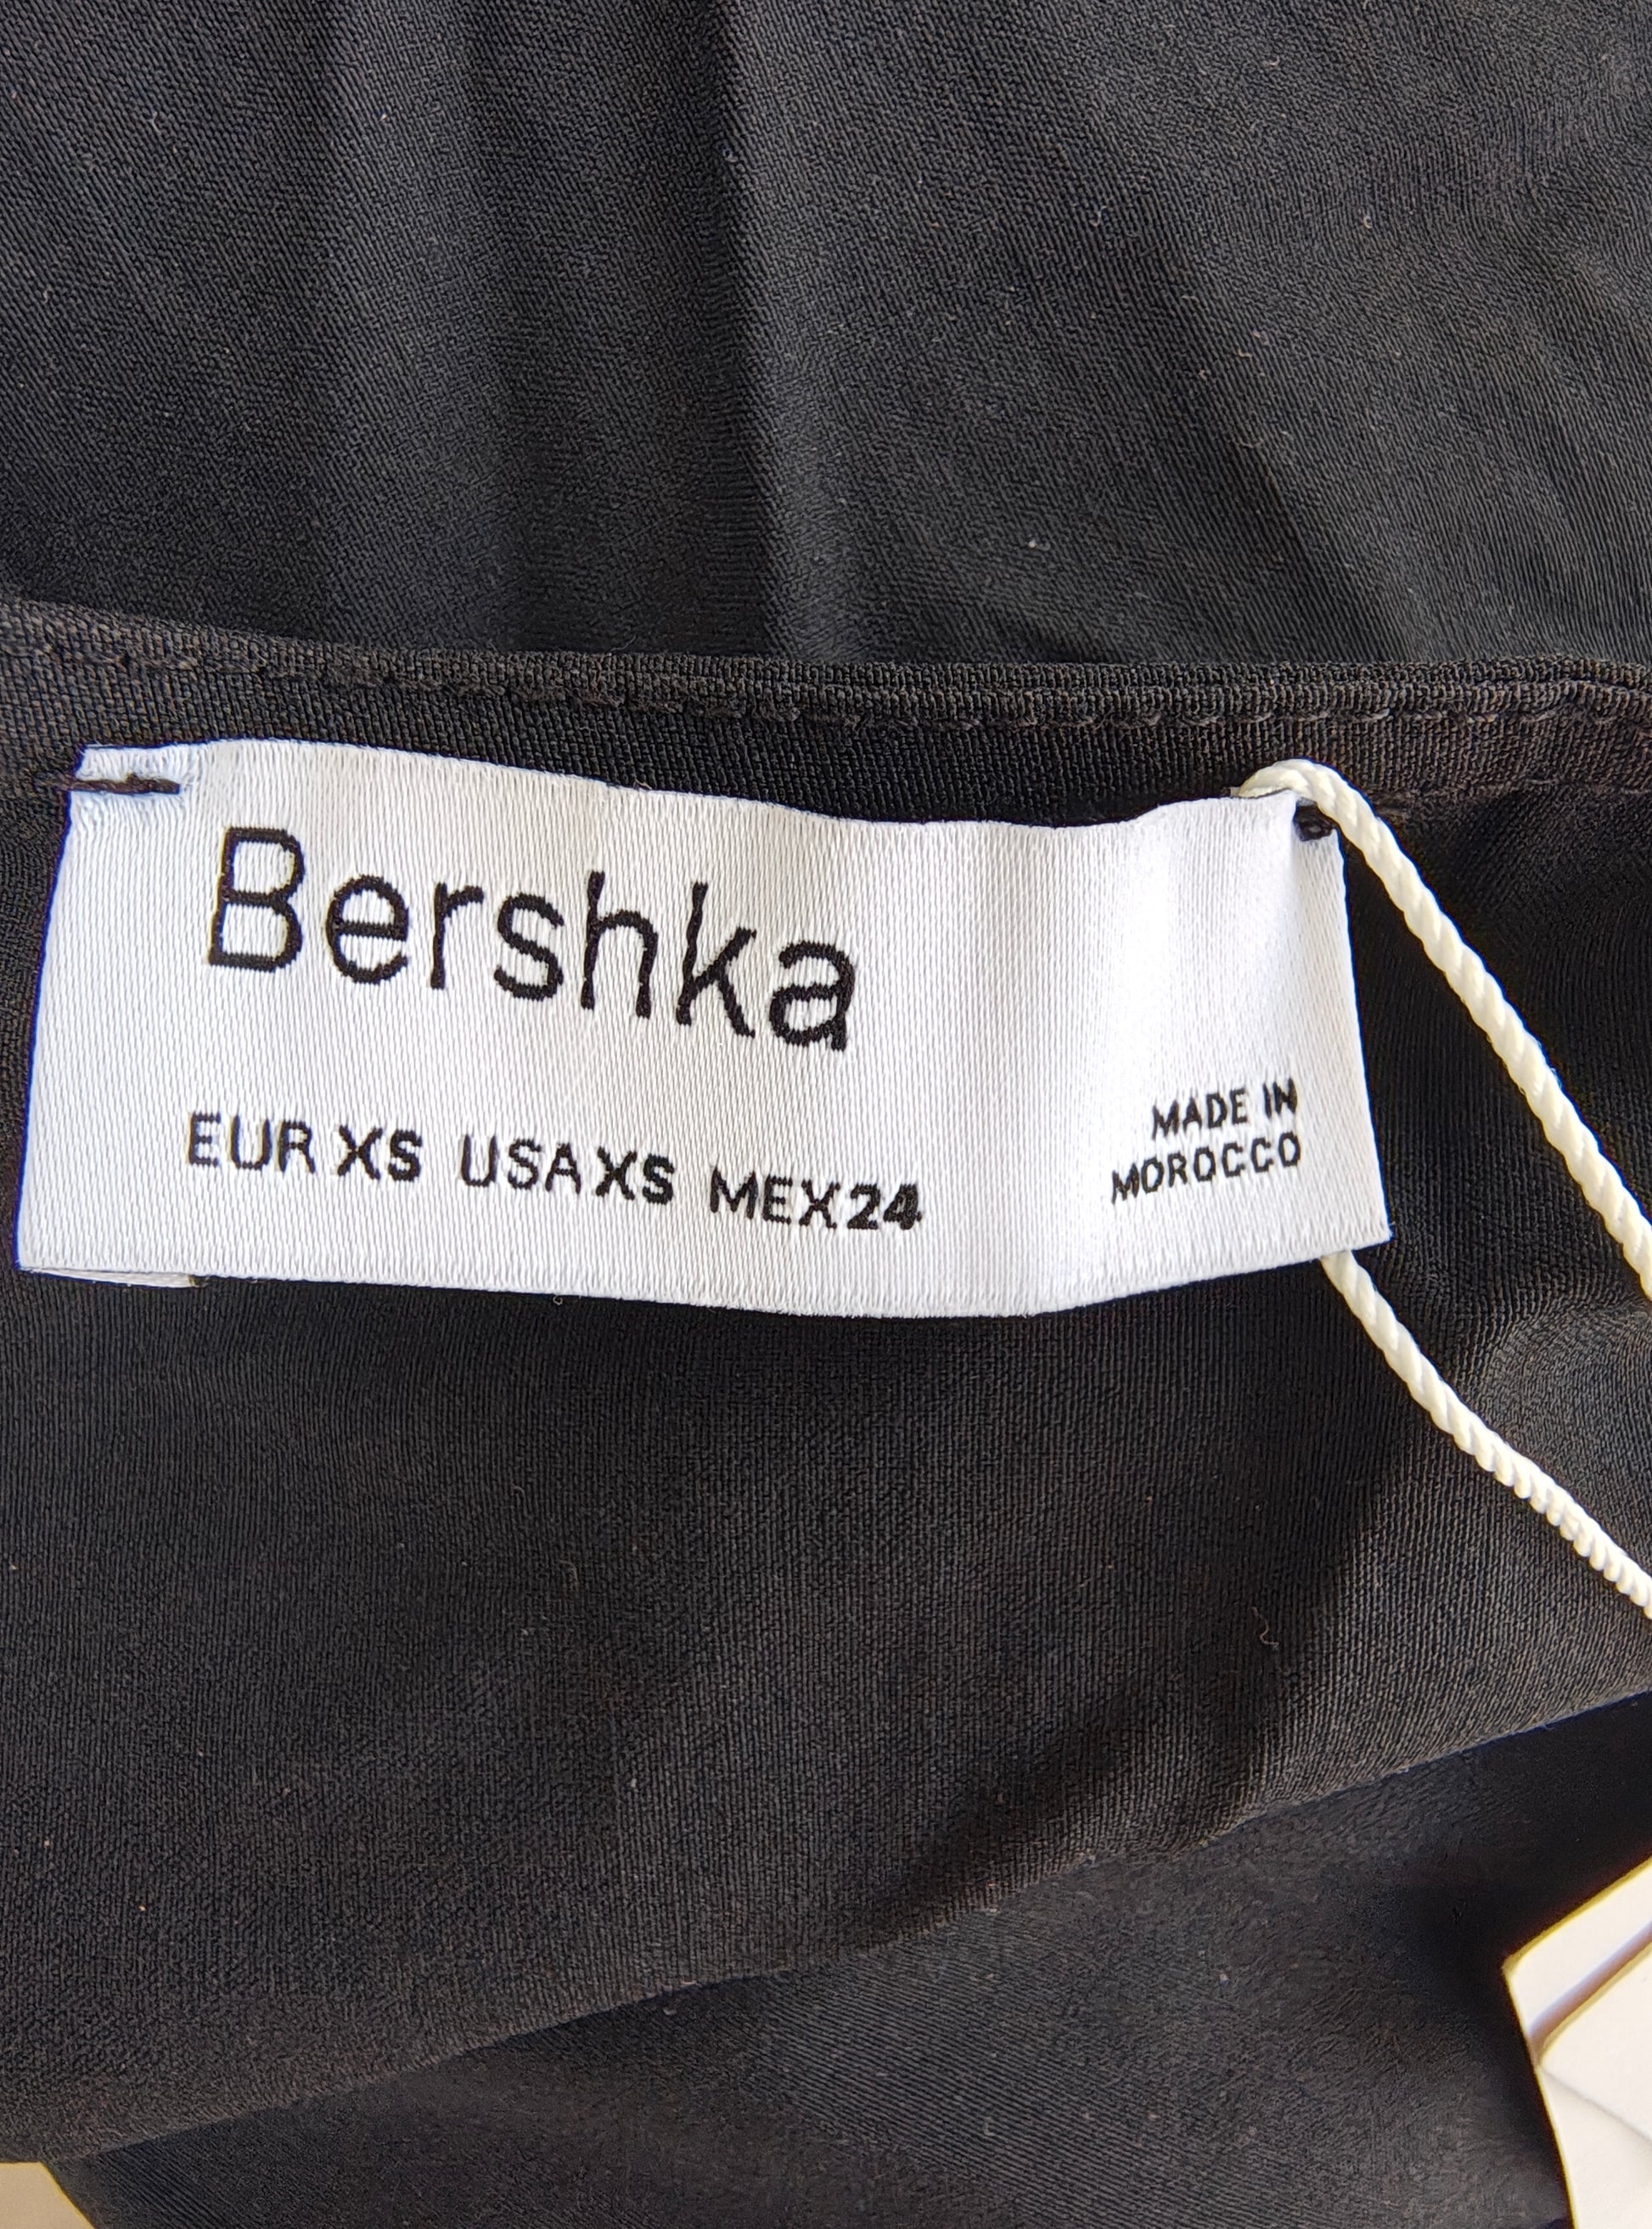 Bershka
EUR XS USA XS MEX 24
MADE IN
MOROCCO